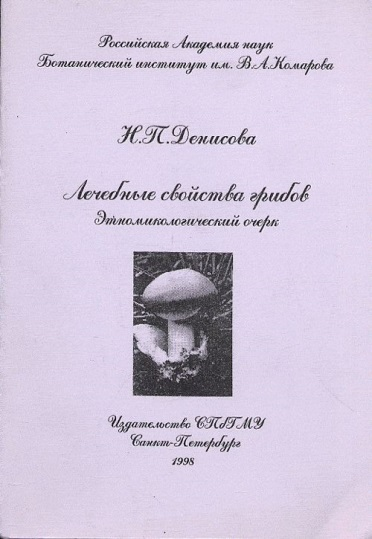 Российская Академия наук
Ботанический институт им. В.А.Комарова
Н.П.Денисова
Лечебные свойства грибов
Этномикологический очерк
Издательство СПбГМУ
Санкт-Петербург
1998